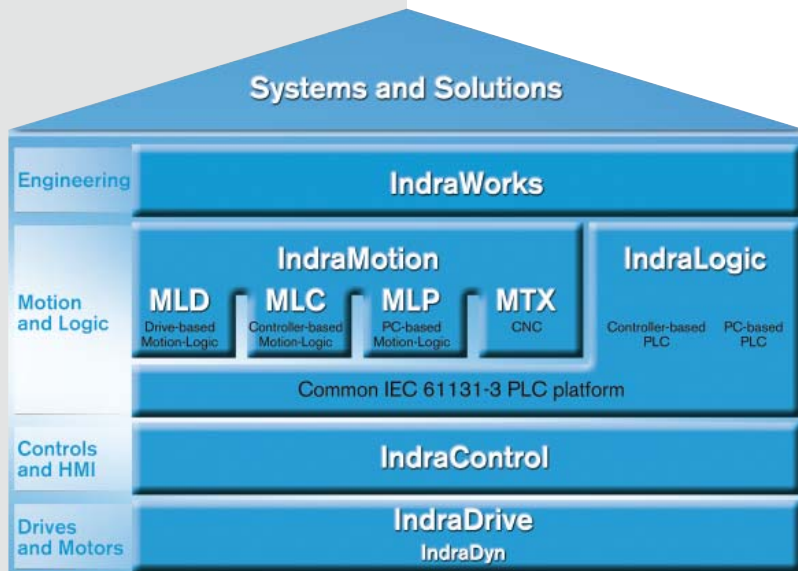 Systems and Solutions
Engineering
IndraWorks
Motion
and Logic
IndraMotion
MLD
Drive-based
Motion-Logic
MLC
Controller-based
Motion-Logic
MLP
PC-based
Motion-Logic
MTX
CNC
IndraLogic
Controller-based
PLC
PC-based
PLC
Common IEC 61131-3 PLC platform
Controls
and HMI
IndraControl
Drives
and Motors
IndraDrive
IndraDyn